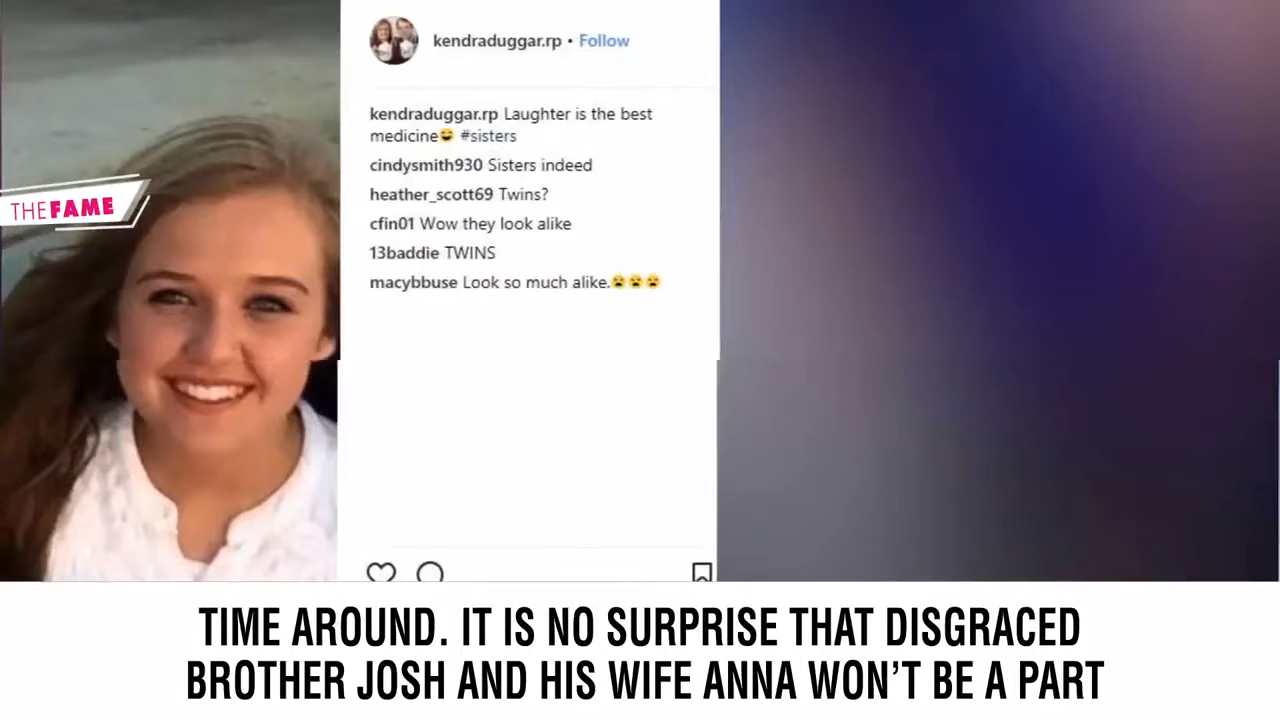 kendraduggar.rp • Follow
kendraduggar.rp Laughter is the best
medicine😄 #sisters
cindysmith930 Sisters indeed
heather_scott69 Twins?
cfin01 Wow they look alike
13baddie TWINS
macybbuse Look so much alike.😫😫😫
THEFAME
TIME AROUND. IT IS NO SURPRISE THAT DISGRACED
BROTHER JOSH AND HIS WIFE ANNA WON'T BE A PART